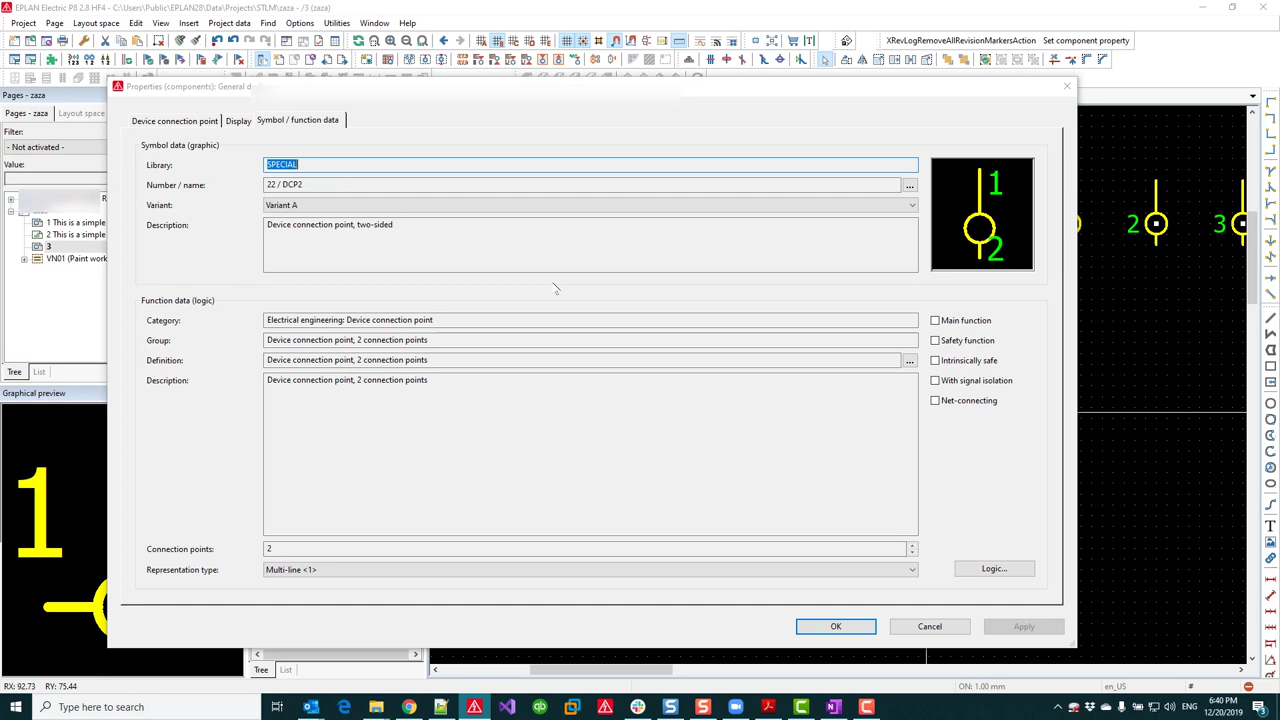 EPLAN Electric P8 2.8 HF4 - C:\Users\Public\EPLAN28\Data\Projects\STLM\zaza - /3 (zaza)
Project Page Layout space Edit View Insert Project data Find Options Utilities Window Help
XRevLogRemoveAllRevisionMarkersAction Set component property
Pages - zaza
Pages - zaza Layout space
Filter:
- Not activated -
Value:
1 This is a simple
2 This is a simple
3
VN01 (Paint work
Tree List
Graphical preview
1
Properties (components): General d
Device connection point Display Symbol / function data
Symbol data (graphic)
Library: SPECIAL
Number / name: 22 / DCP2 ...
Variant: Variant A
Description: Device connection point, two-sided
1
2
2 3
Function data (logic)
Category: Electrical engineering: Device connection point Main function
Group: Device connection point, 2 connection points Safety function
Definition: Device connection point, 2 connection points ... Intrinsically safe
Description: Device connection point, 2 connection points With signal isolation
Net-connecting
Connection points: 2
Representation type: Multi-line <1> Logic...
OK Cancel Apply
Tree List
RX: 92.73 RY: 75.44 ON: 1.00 mm en_US #
Type here to search
6:40 PM
12/20/2019